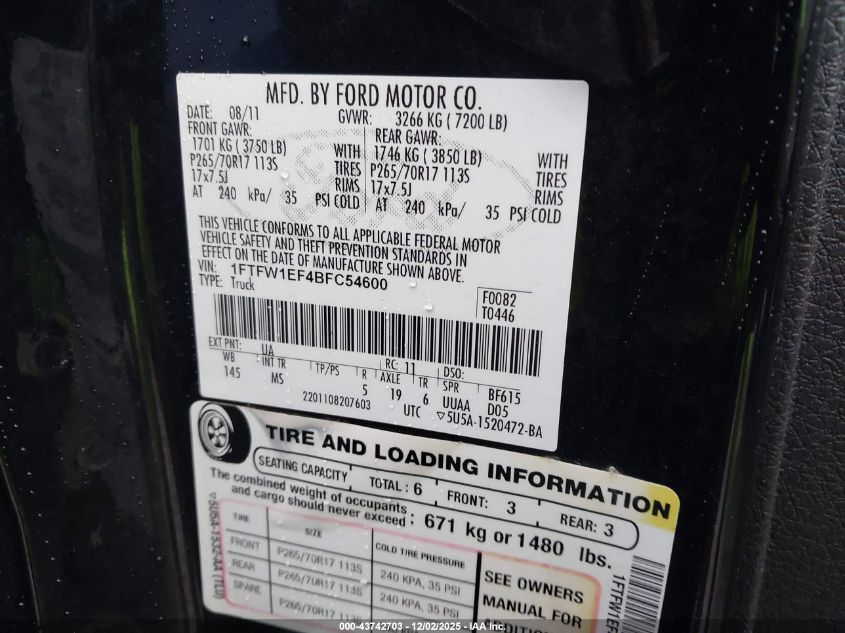 MFD. BY FORD MOTOR CO.
DATE: 08/11 GVWR: 3266 KG ( 7200 LB)
FRONT GAWR: REAR GAWR:
1701 KG ( 3750 LB) WITH 1746 KG ( 3850 LB) WITH
P265/70R17 113S TIRES P265/70R17 113S TIRES
17x7.5J RIMS 17x7.5J RIMS
AT 240 kPa/ 35 PSI COLD AT 240 kPa/ 35 PSI COLD
THIS VEHICLE CONFORMS TO ALL APPLICABLE FEDERAL MOTOR
VEHICLE SAFETY AND THEFT PREVENTION STANDARDS IN
EFFECT ON THE DATE OF MANUFACTURE SHOWN ABOVE.
VIN: 1FTFW1EF4BFC54600
TYPE: Truck
F0082
T0446
EXT PNT: UA RC: 11 DSO:
WB INT TR TP/PS R AXLE TR SPR BF615
145 MS 5 19 6 UUAA D05
2201108207603 UTC ▽5U5A-1520472-BA
TIRE AND LOADING INFORMATION
SEATING CAPACITY TOTAL : 6 FRONT: 3 REAR: 3
The combined weight of occupants
and cargo should never exceed : 671 kg or 1480 lbs.
TIRE SIZE COLD TIRE PRESSURE
FRONT P265/70R17 113S 240 KPA, 35 PSI
REAR P265/70R17 113S 240 KPA, 35 PSI
SPARE P265/70R17 113S
SEE OWNERS
MANUAL FOR
1FTFW1EF
000-43742703 - 12/02/2025 - IAA Inc.